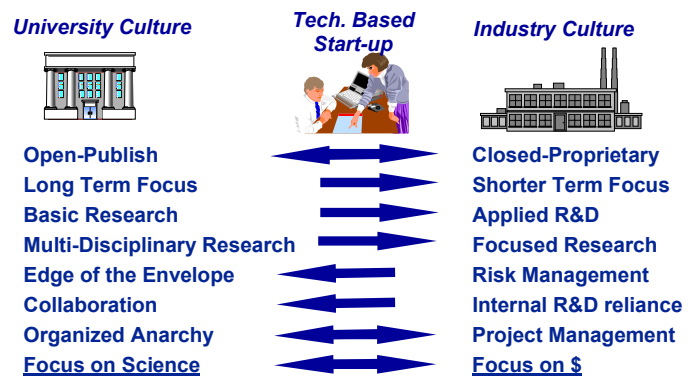 University Culture
Tech. Based
Start-up
Industry Culture
Open-Publish
Closed-Proprietary
Long Term Focus
Shorter Term Focus
Basic Research
Applied R&D
Multi-Disciplinary Research
Focused Research
Edge of the Envelope
Risk Management
Collaboration
Internal R&D reliance
Organized Anarchy
Project Management
Focus on Science
Focus on $